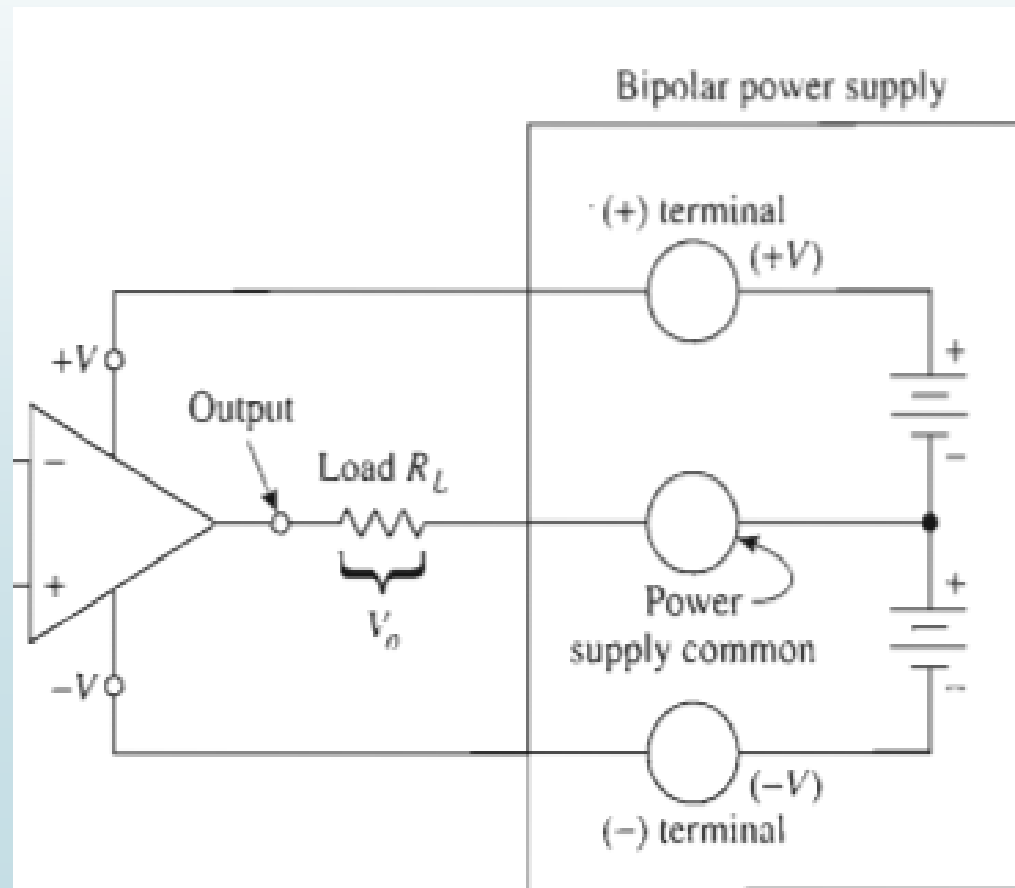 Bipolar power supply
(+) terminal
(+V)
+V
+
Output
−
Load R_L
−
+
V_o
Power
supply common
+
−V
−
(−V)
(−) terminal